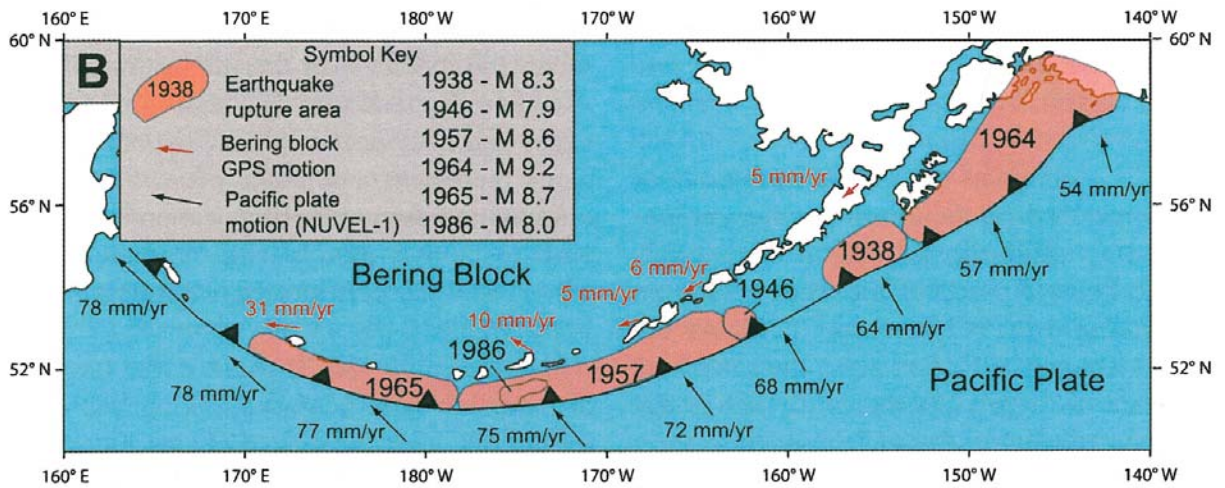 160° E 170°E 180°W 170°W 160°W 150°W 140°W
60° N
60° N
B
Symbol Key
1938
Earthquake
rupture area
Bering block
GPS motion
Pacific plate
motion (NUVEL-1)
1938 - M 8.3
1946 - M 7.9
1957 - M 8.6
1964 - M 9.2
1965 - M 8.7
1986 - M 8.0
1964
5 mm/yr
54 mm/yr
56° N
56° N
1938
57 mm/yr
Bering Block
6 mm/yr
5 mm/yr
1946
64 mm/yr
78 mm/yr
31 mm/yr
10 mm/yr
1986
52° N
52° N
1965
1957
68 mm/yr
Pacific Plate
78 mm/yr
77 mm/yr
75 mm/yr
72 mm/yr
160° E 170°E 180°W 170°W 160°W 150°W 140°W